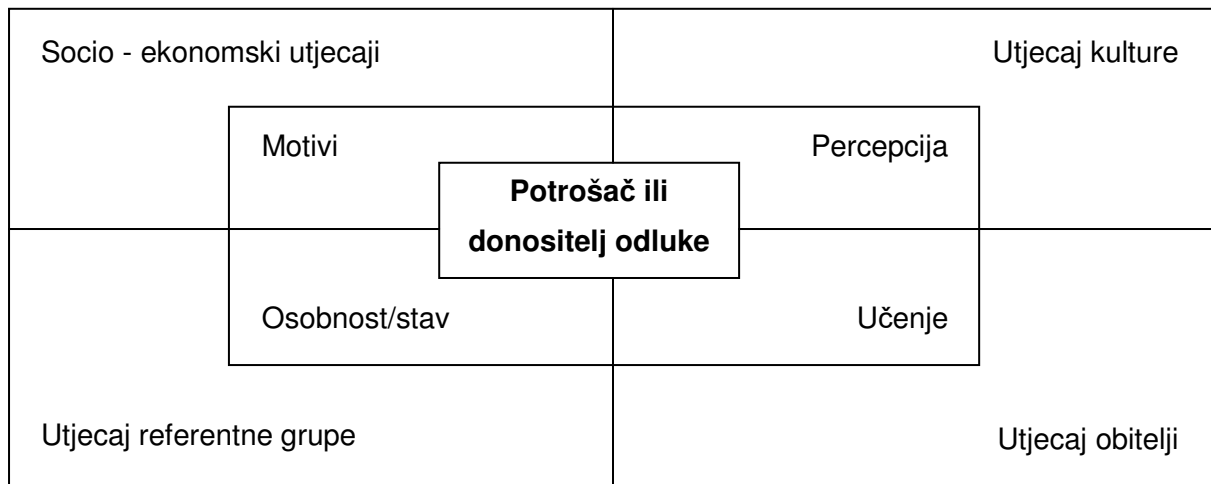 Socio - ekonomski utjecaji
Utjecaj kulture
Motivi
Percepcija
Potrošač ili
donositelj odluke
Osobnost/stav
Učenje
Utjecaj referentne grupe
Utjecaj obitelji